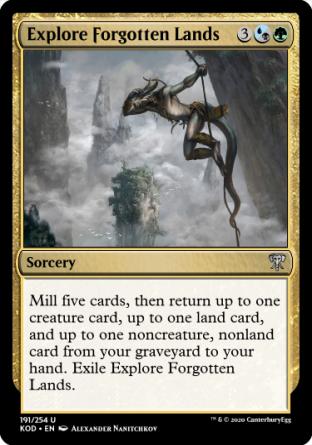 Explore Forgotten Lands 3
Sorcery
Mill five cards, then return up to one
creature card, up to one land card,
and up to one noncreature, nonland
card from your graveyard to your
hand. Exile Explore Forgotten
Lands.
191/254 U
KOD • EN Alexander Nanitchkov
™ & © 2020 CanterburyEgg